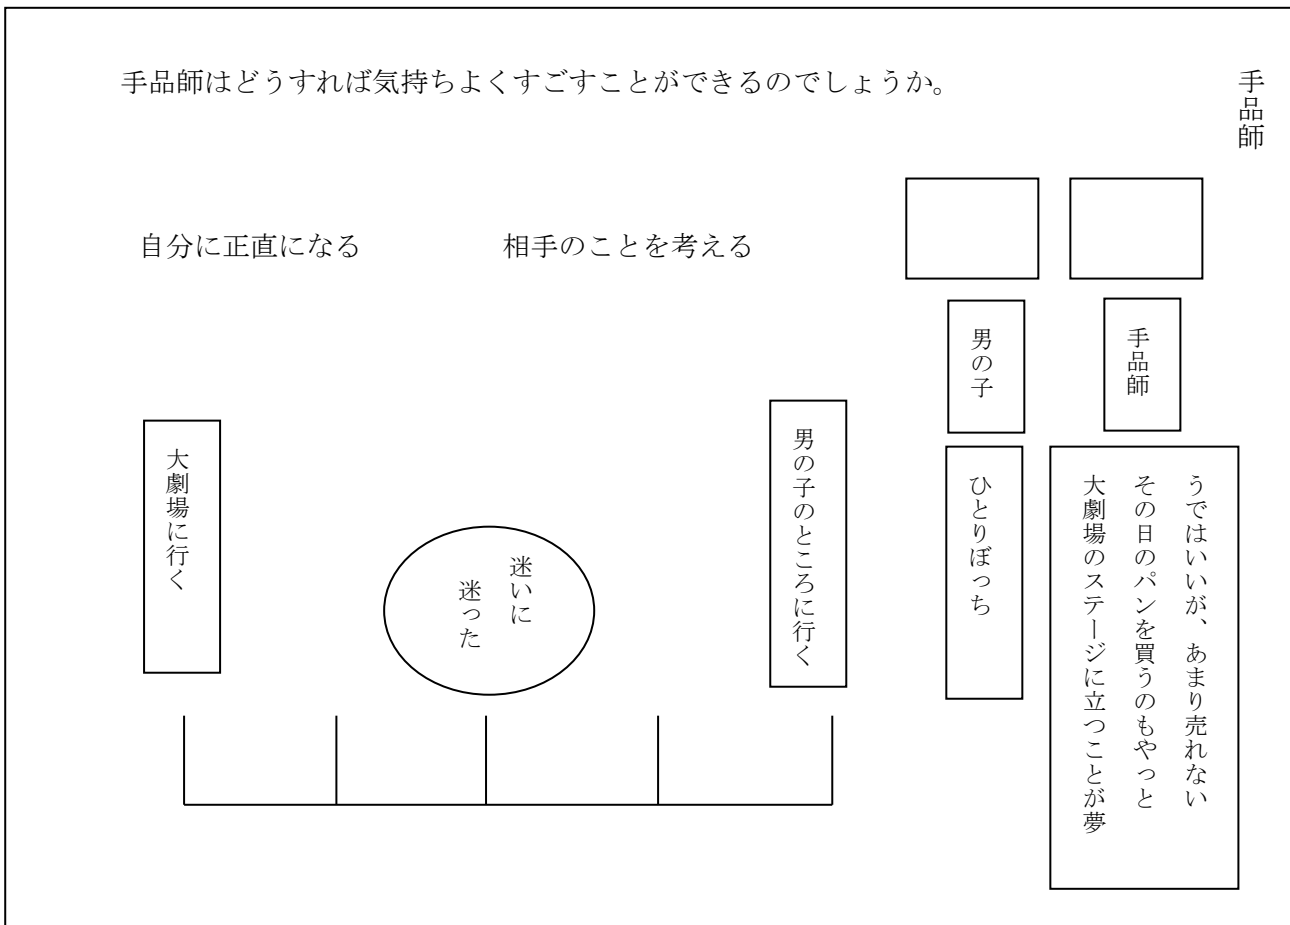 手品師
手品師はどうすれば気持ちよくすごすことができるのでしょうか。
手品師
うではいいが、あまり売れない
その日のパンを買うのもやっと
大劇場のステージに立つことが夢
男の子
ひとりぼっち
相手のことを考える
自分に正直になる
男の子のところに行く
迷いに
迷った
大劇場に行く